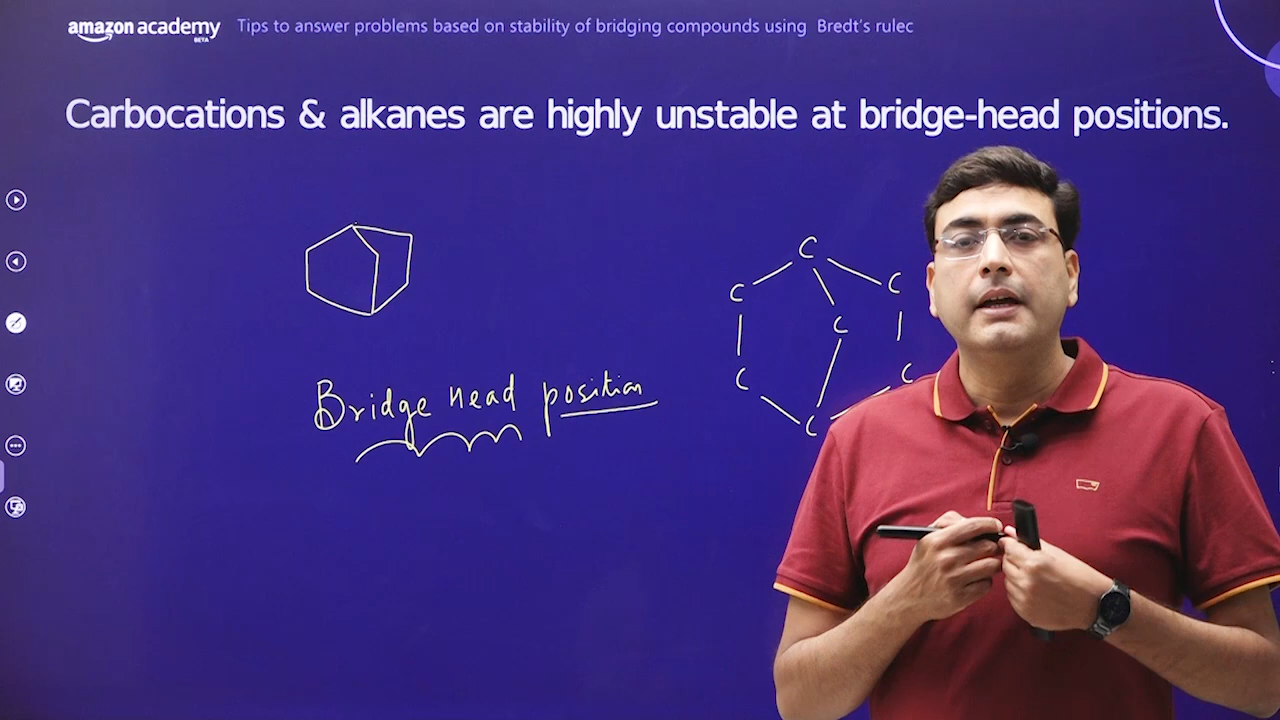 amazon academy
BETA
Tips to answer problems based on stability of bridging compounds using Bredt's rulec
Carbocations & alkanes are highly unstable at bridge-head positions.
C
C
C
C
C
C
C
Bridge Head position